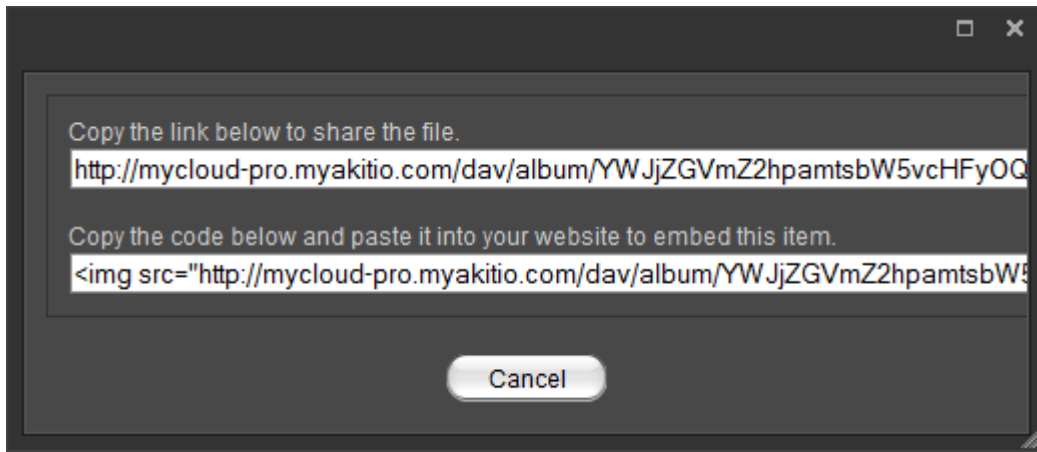 Copy the link below to share the file.
http://mycloud-pro.myakitio.com/dav/album/YWJjZGVmZ2hpamtsbW5vcHFyOQ
Copy the code below and paste it into your website to embed this item.
<img src="http://mycloud-pro.myakitio.com/dav/album/YWJjZGVmZ2hpamtsbW5
Cancel